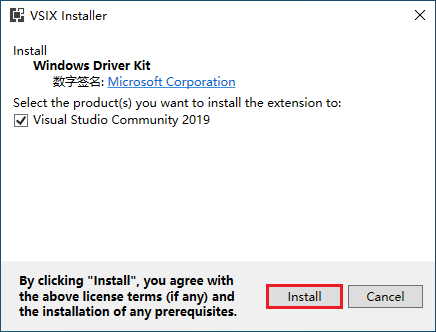 VSIX Installer
Install
Windows Driver Kit
数字签名: Microsoft Corporation
Select the product(s) you want to install the extension to:
Visual Studio Community 2019
By clicking "Install", you agree with
the above license terms (if any) and
the installation of any prerequisites.
Install
Cancel